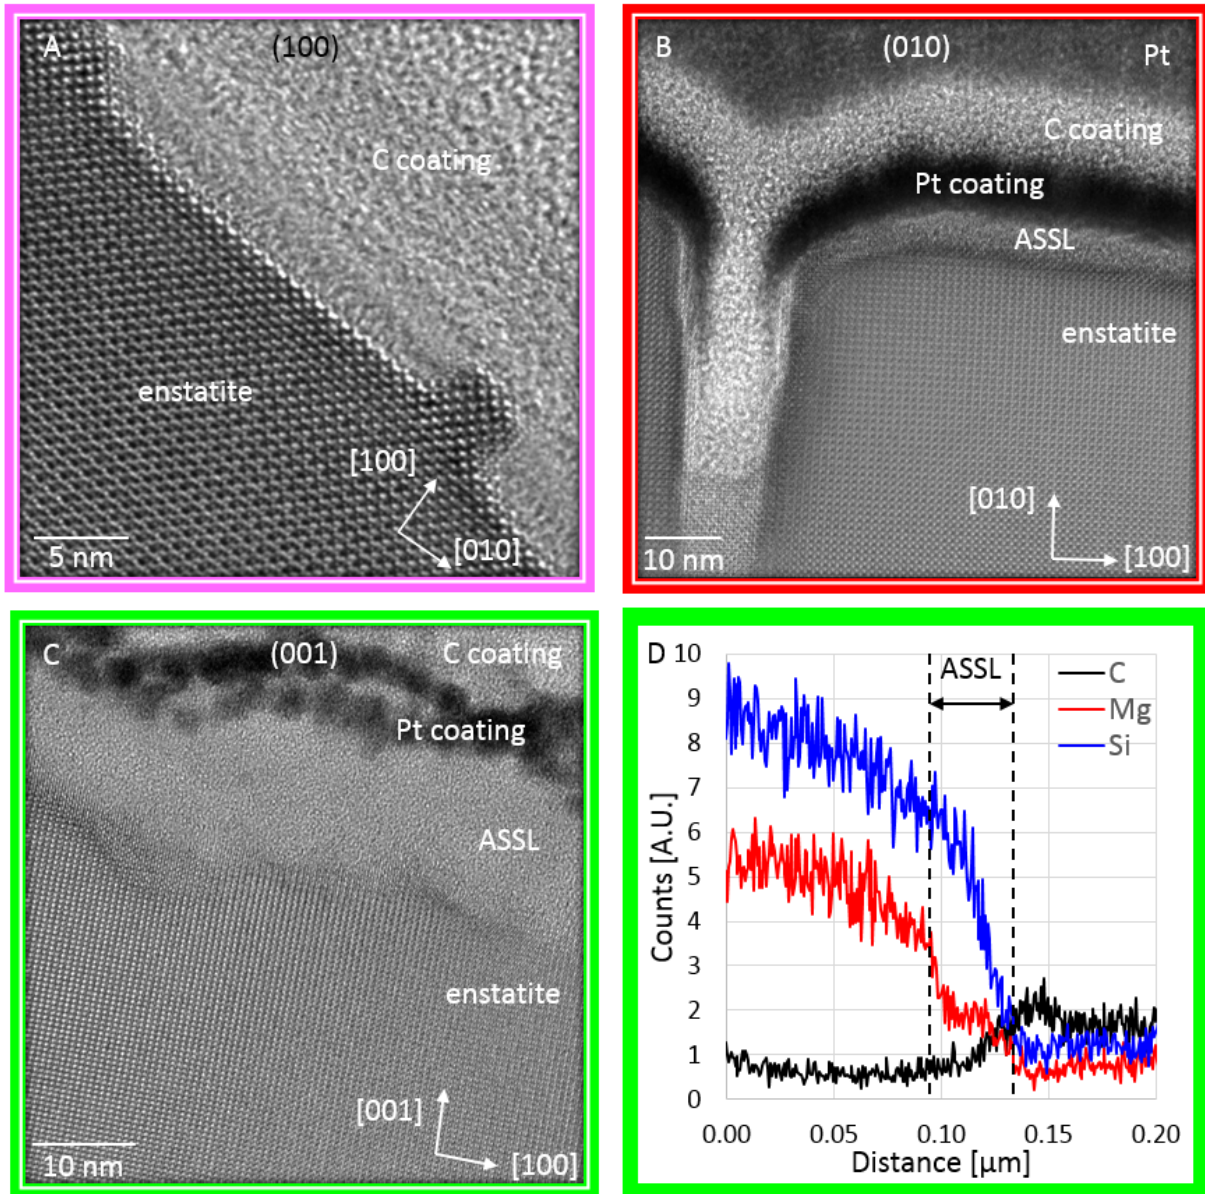 A
(100)
C coating
enstatite
[100]
[010]
5 nm
B
(010)
Pt
C coating
Pt coating
ASSL
enstatite
[010]
[100]
10 nm
C
(001)
C coating
Pt coating
ASSL
enstatite
[001]
[100]
10 nm
D
10
9
8
7
6
5
4
3
2
1
0
Counts [A.U.]
ASSL
C
Mg
Si
0.00 0.05 0.10 0.15 0.20
Distance [µm]